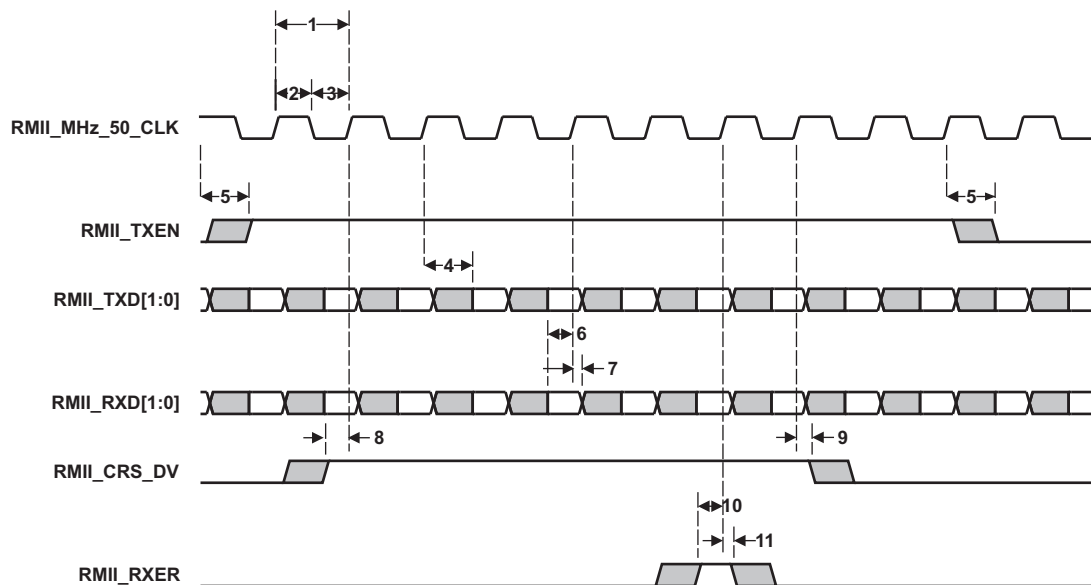 1
2 3
RMII_MHz_50_CLK
5 5
RMII_TXEN
4
RMII_TXD[1:0]
6
7
RMII_RXD[1:0]
8 9
RMII_CRS_DV
10
11
RMII_RXER